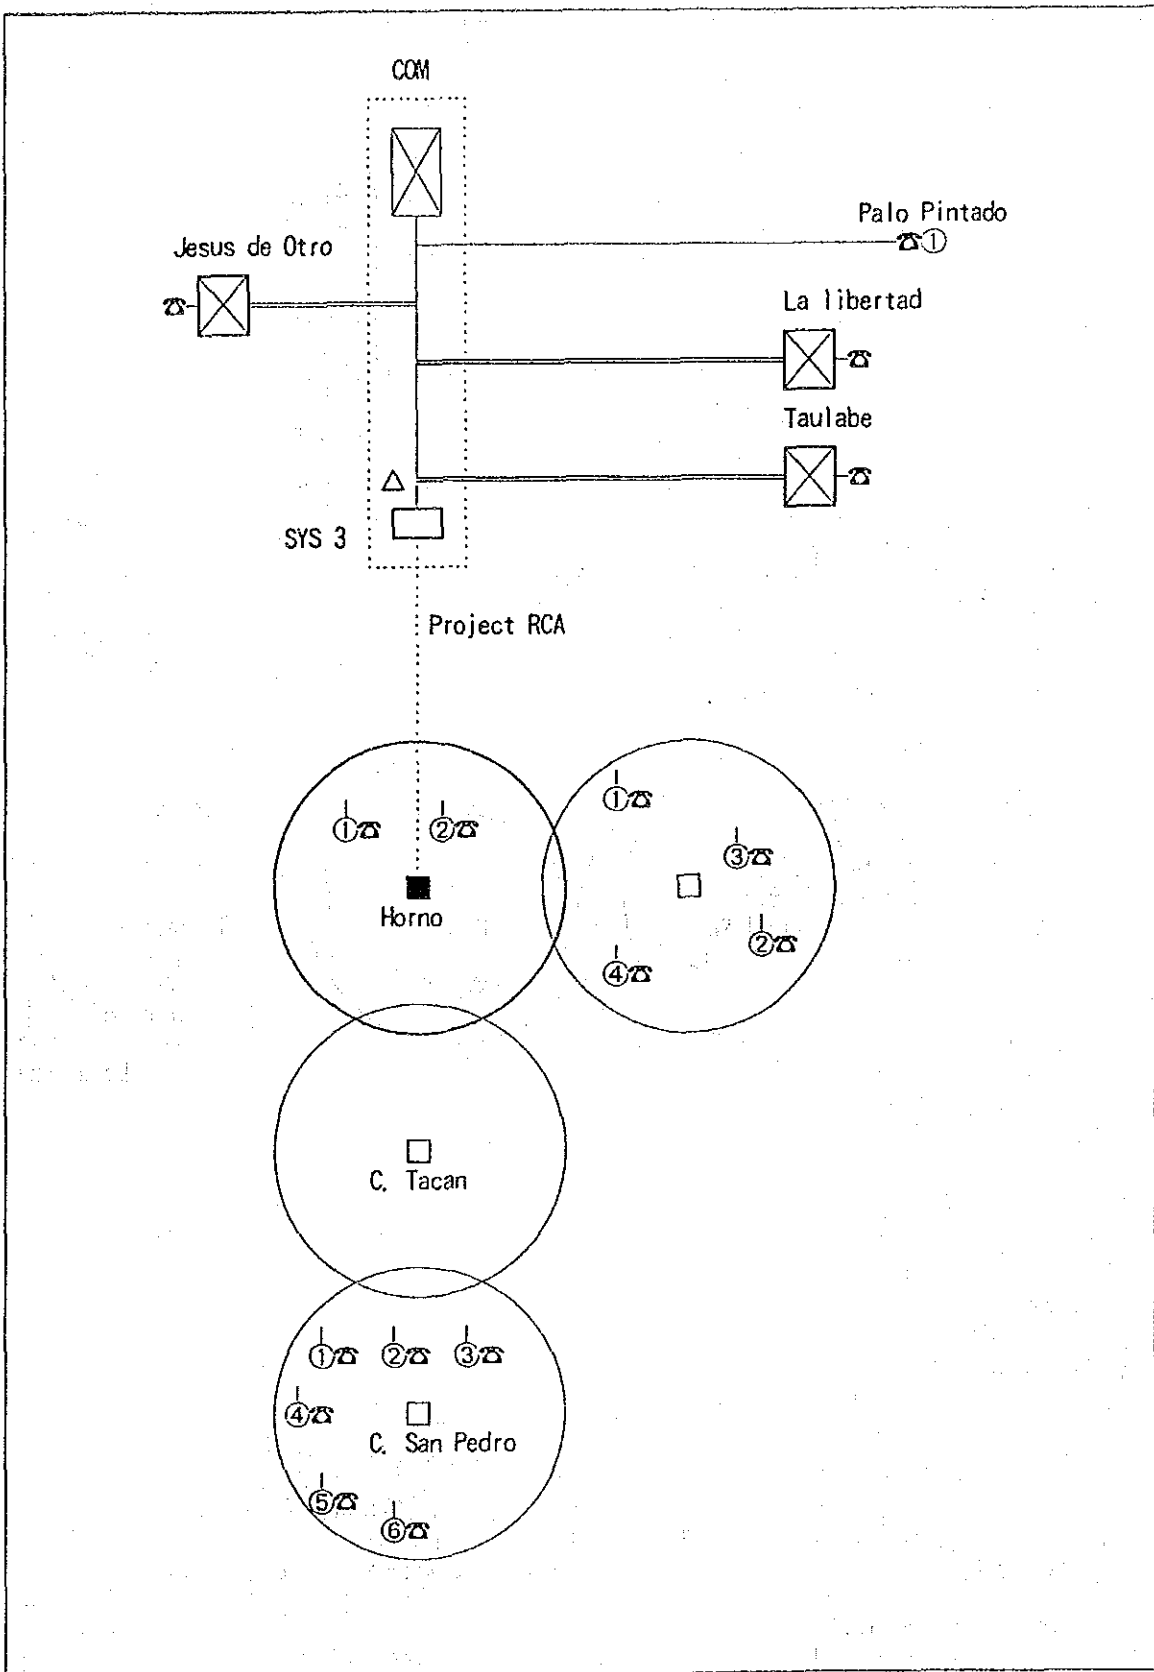 COM
Palo Pintado
①
Jesus de Otro
La libertad
Taulabe
SYS 3
Project RCA
① ②
Horno
①
③
②
④
C. Tacan
① ② ③
④
C. San Pedro
⑤
⑥